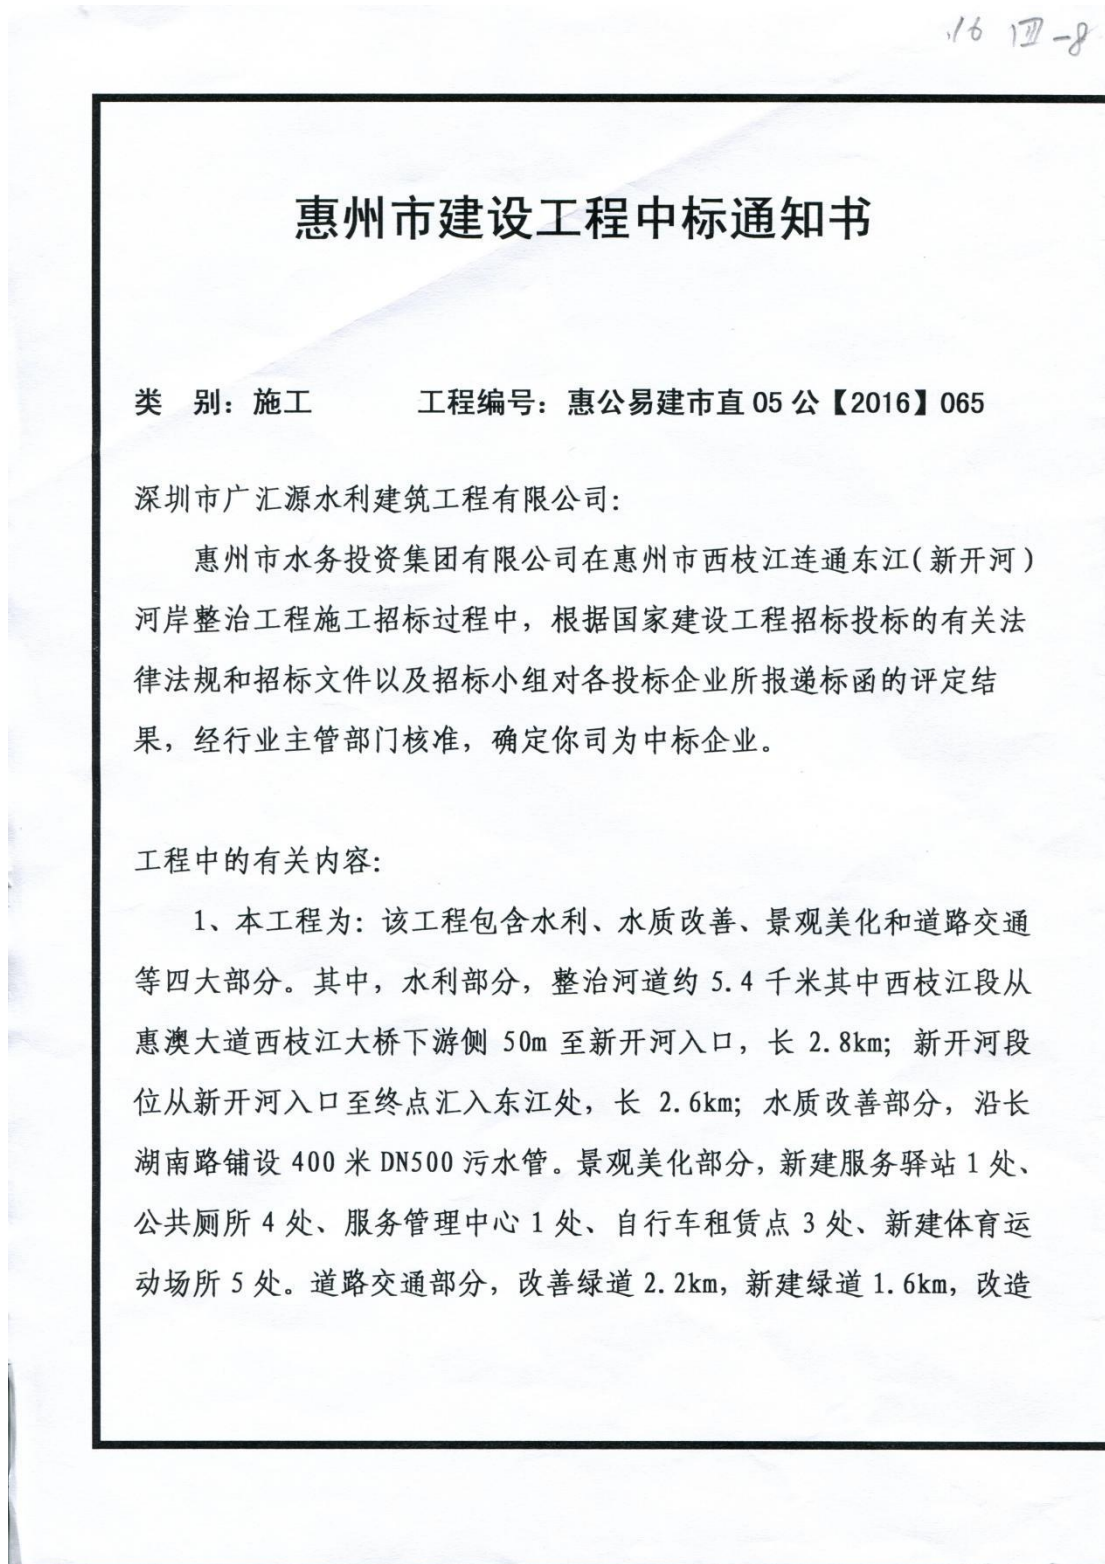 16 Ⅲ-8
惠州市建设工程中标通知书
类 别：施工 工程编号：惠公易建市直05公【2016】065
深圳市广汇源水利建筑工程有限公司：
惠州市水务投资集团有限公司在惠州市西枝江连通东江(新开河)
河岸整治工程施工招标过程中，根据国家建设工程招标投标的有关法
律法规和招标文件以及招标小组对各投标企业所报递标函的评定结
果，经行业主管部门核准，确定你司为中标企业。
工程中的有关内容：
1、本工程为：该工程包含水利、水质改善、景观美化和道路交通
等四大部分。其中，水利部分，整治河道约 5.4 千米其中西枝江段从
惠澳大道西枝江大桥下游侧 50m 至新开河入口，长 2.8km；新开河段
位从新开河入口至终点汇入东江处，长 2.6km；水质改善部分，沿长
湖南路铺设 400 米 DN500 污水管。景观美化部分，新建服务驿站 1 处、
公共厕所 4 处、服务管理中心 1 处、自行车租赁点 3 处、新建体育运
动场所 5 处。道路交通部分，改善绿道 2.2km，新建绿道 1.6km，改造